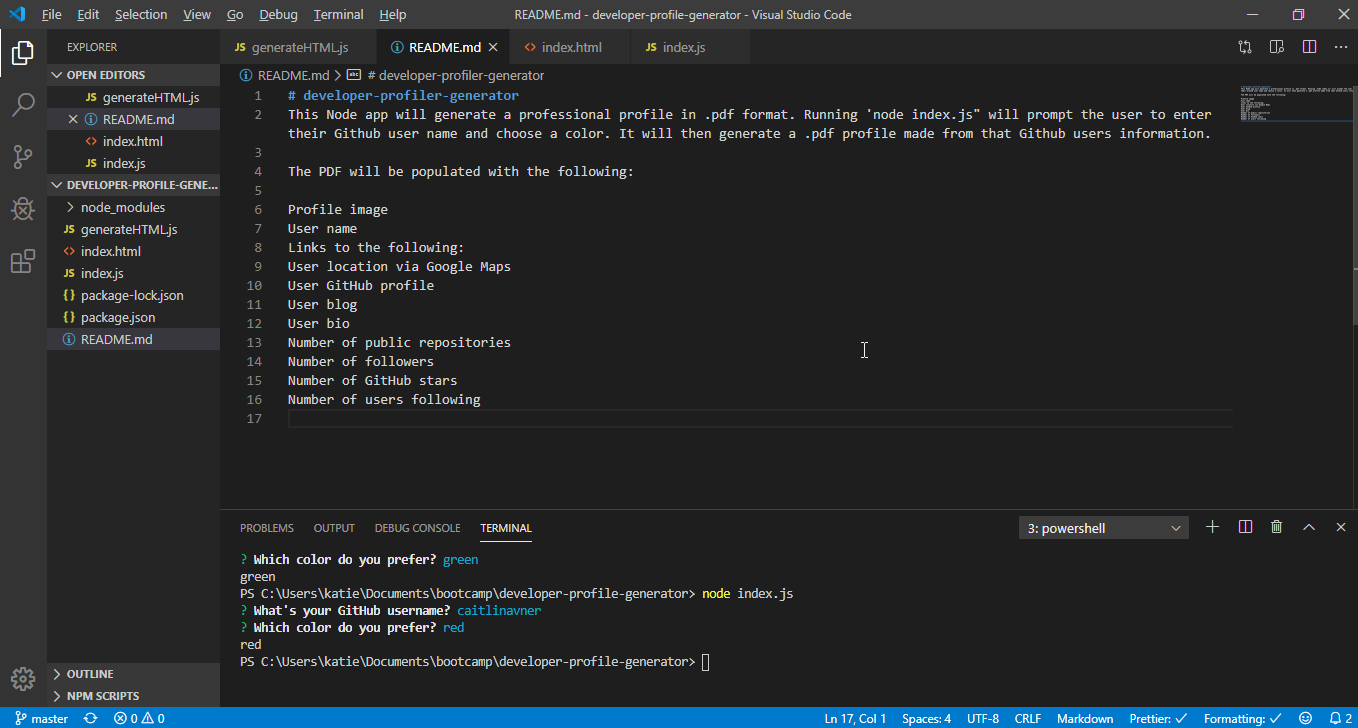 File Edit Selection View Go Debug Terminal Help README.md - developer-profile-generator - Visual Studio Code
EXPLORER
OPEN EDITORS
JS generateHTML.js
README.md
<> index.html
JS index.js
DEVELOPER-PROFILE-GENE...
node_modules
JS generateHTML.js
<> index.html
JS index.js
{} package-lock.json
{} package.json
README.md
OUTLINE
NPM SCRIPTS
JS generateHTML.js README.md <> index.html JS index.js
README.md > abc # developer-profiler-generator
1 # developer-profiler-generator
2 This Node app will generate a professional profile in .pdf format. Running 'node index.js" will prompt the user to enter
their Github user name and choose a color. It will then generate a .pdf profile made from that Github users information.
3
4 The PDF will be populated with the following:
5
6 Profile image
7 User name
8 Links to the following:
9 User location via Google Maps
10 User GitHub profile
11 User blog
12 User bio
13 Number of public repositories
14 Number of followers
15 Number of GitHub stars
16 Number of users following
17
PROBLEMS OUTPUT DEBUG CONSOLE TERMINAL 3: powershell
? Which color do you prefer? green
green
PS C:\Users\katie\Documents\bootcamp\developer-profile-generator> node index.js
? What's your GitHub username? caitlinavner
? Which color do you prefer? red
red
PS C:\Users\katie\Documents\bootcamp\developer-profile-generator>
master 0 0 Ln 17, Col 1 Spaces: 4 UTF-8 CRLF Markdown Prettier: ✓ Formatting: ✓ 2